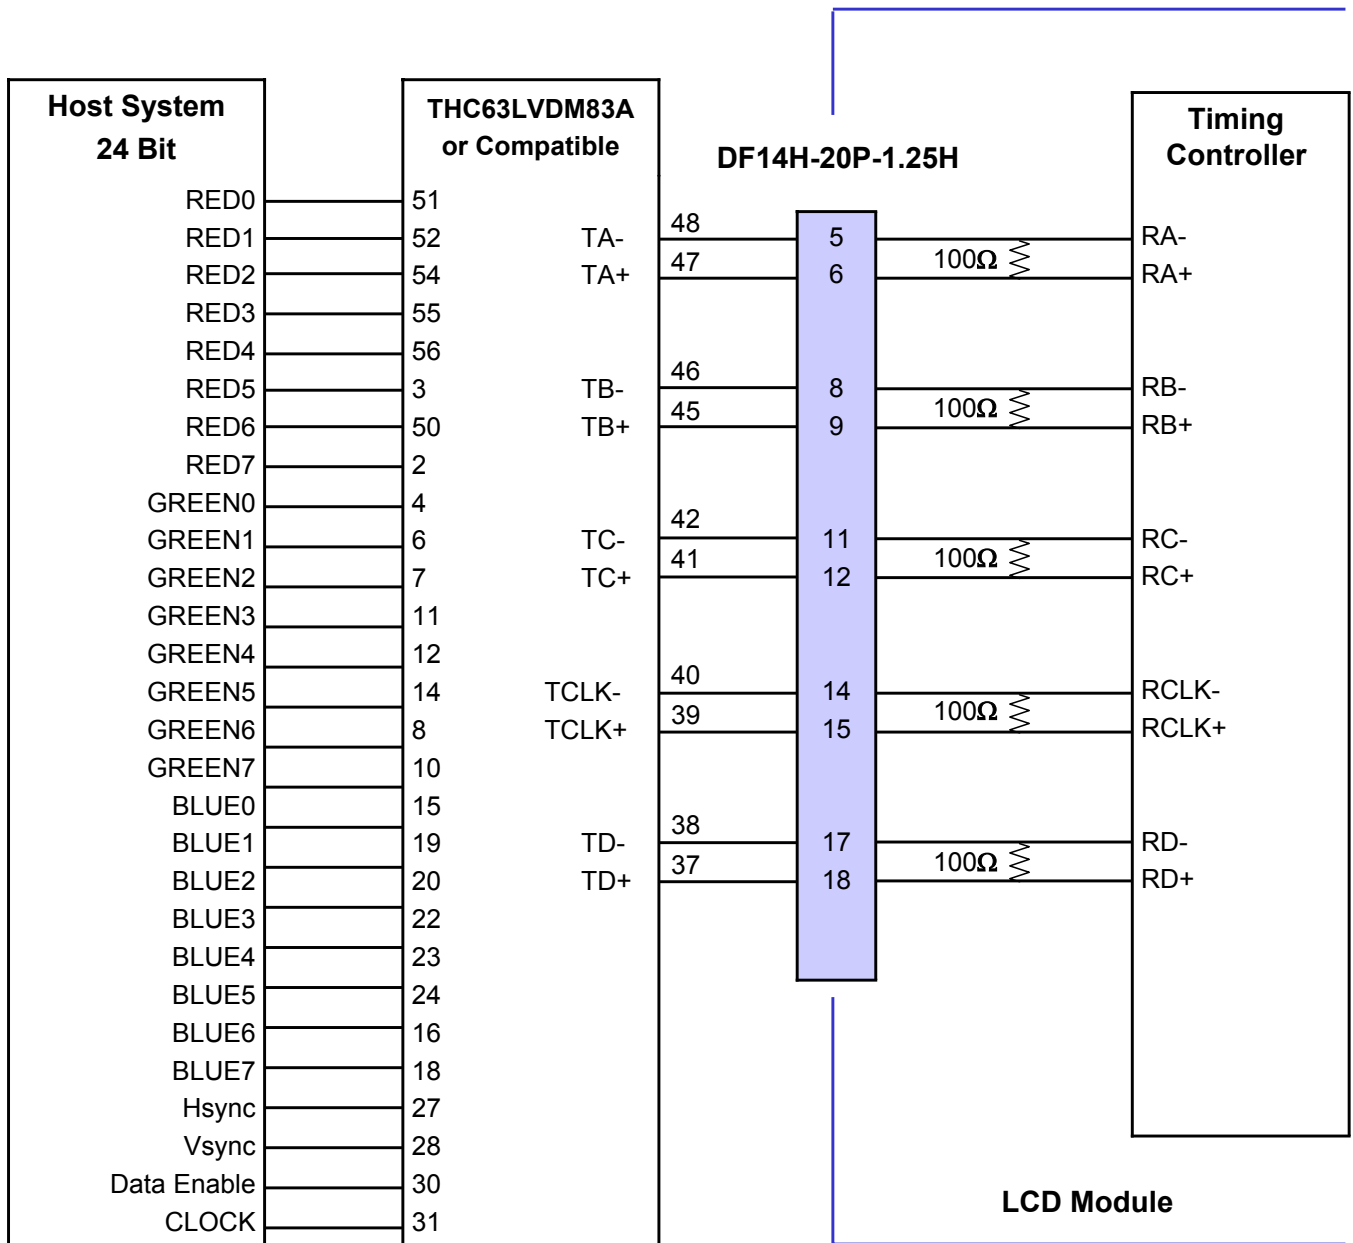 Host System
24 Bit
THC63LVDM83A
or Compatible
DF14H-20P-1.25H
Timing
Controller
RED0 51
RED1 52 TA- 48 5 RA-
100Ω
RED2 54 TA+ 47 6 RA+
RED3 55
RED4 56
RED5 3 TB- 46 8 RB-
100Ω
RED6 50 TB+ 45 9 RB+
RED7 2
GREEN0 4
GREEN1 6 TC- 42 11 RC-
100Ω
GREEN2 7 TC+ 41 12 RC+
GREEN3 11
GREEN4 12
GREEN5 14 TCLK- 40 14 RCLK-
100Ω
GREEN6 8 TCLK+ 39 15 RCLK+
GREEN7 10
BLUE0 15
BLUE1 19 TD- 38 17 RD-
100Ω
BLUE2 20 TD+ 37 18 RD+
BLUE3 22
BLUE4 23
BLUE5 24
BLUE6 16
BLUE7 18
Hsync 27
Vsync 28
Data Enable 30
CLOCK 31
LCD Module